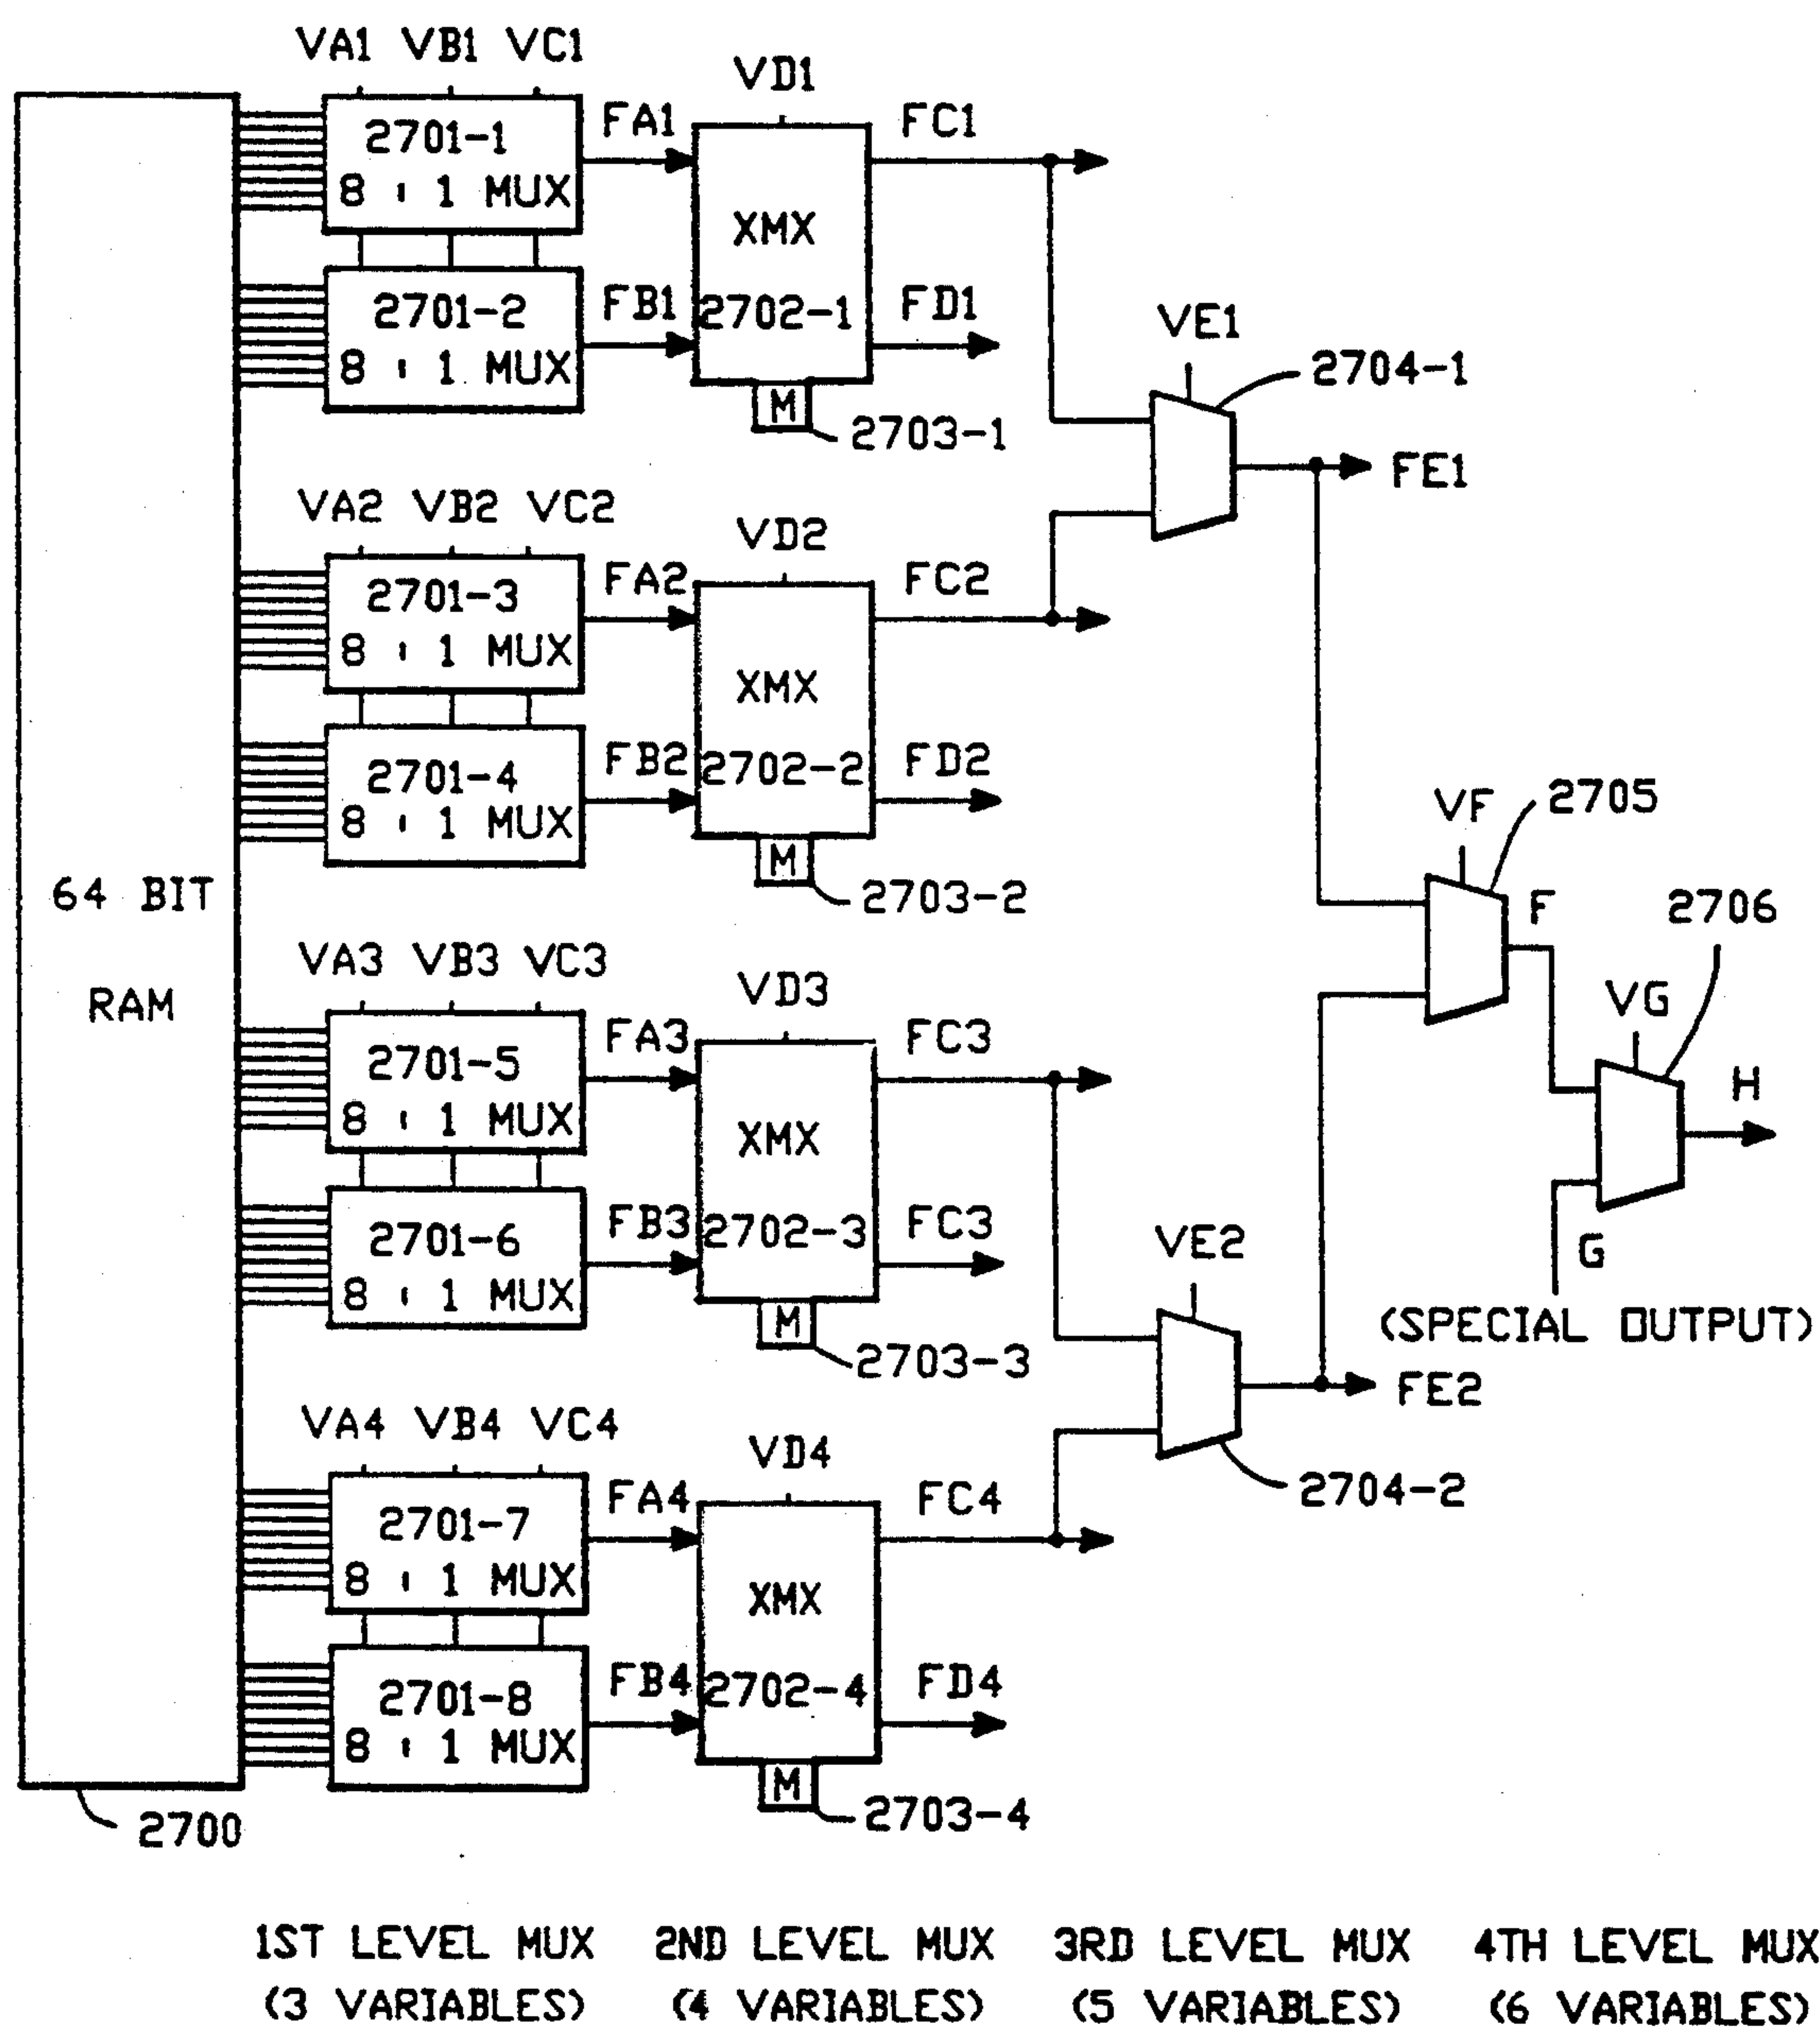 VA1 VB1 VC1
VD1
2701-1
8 : 1 MUX
FA1
FC1
XMX
2701-2
8 : 1 MUX
FB1
2702-1
FD1
M
2703-1
VE1
2704-1
FE1
VA2 VB2 VC2
VD2
2701-3
8 : 1 MUX
FA2
FC2
XMX
2701-4
8 : 1 MUX
FB2
2702-2
FD2
M
2703-2
VF
2705
F
2706
64 BIT
RAM
VA3 VB3 VC3
VD3
VG
2701-5
8 : 1 MUX
FA3
FC3
XMX
H
2701-6
8 : 1 MUX
FB3
2702-3
FC3
VE2
G
(SPECIAL OUTPUT)
M
2703-3
FE2
VA4 VB4 VC4
VD4
2704-2
2701-7
8 : 1 MUX
FA4
FC4
XMX
2701-8
8 : 1 MUX
FB4
2702-4
FD4
M
2703-4
2700
1ST LEVEL MUX 2ND LEVEL MUX 3RD LEVEL MUX 4TH LEVEL MUX
(3 VARIABLES) (4 VARIABLES) (5 VARIABLES) (6 VARIABLES)